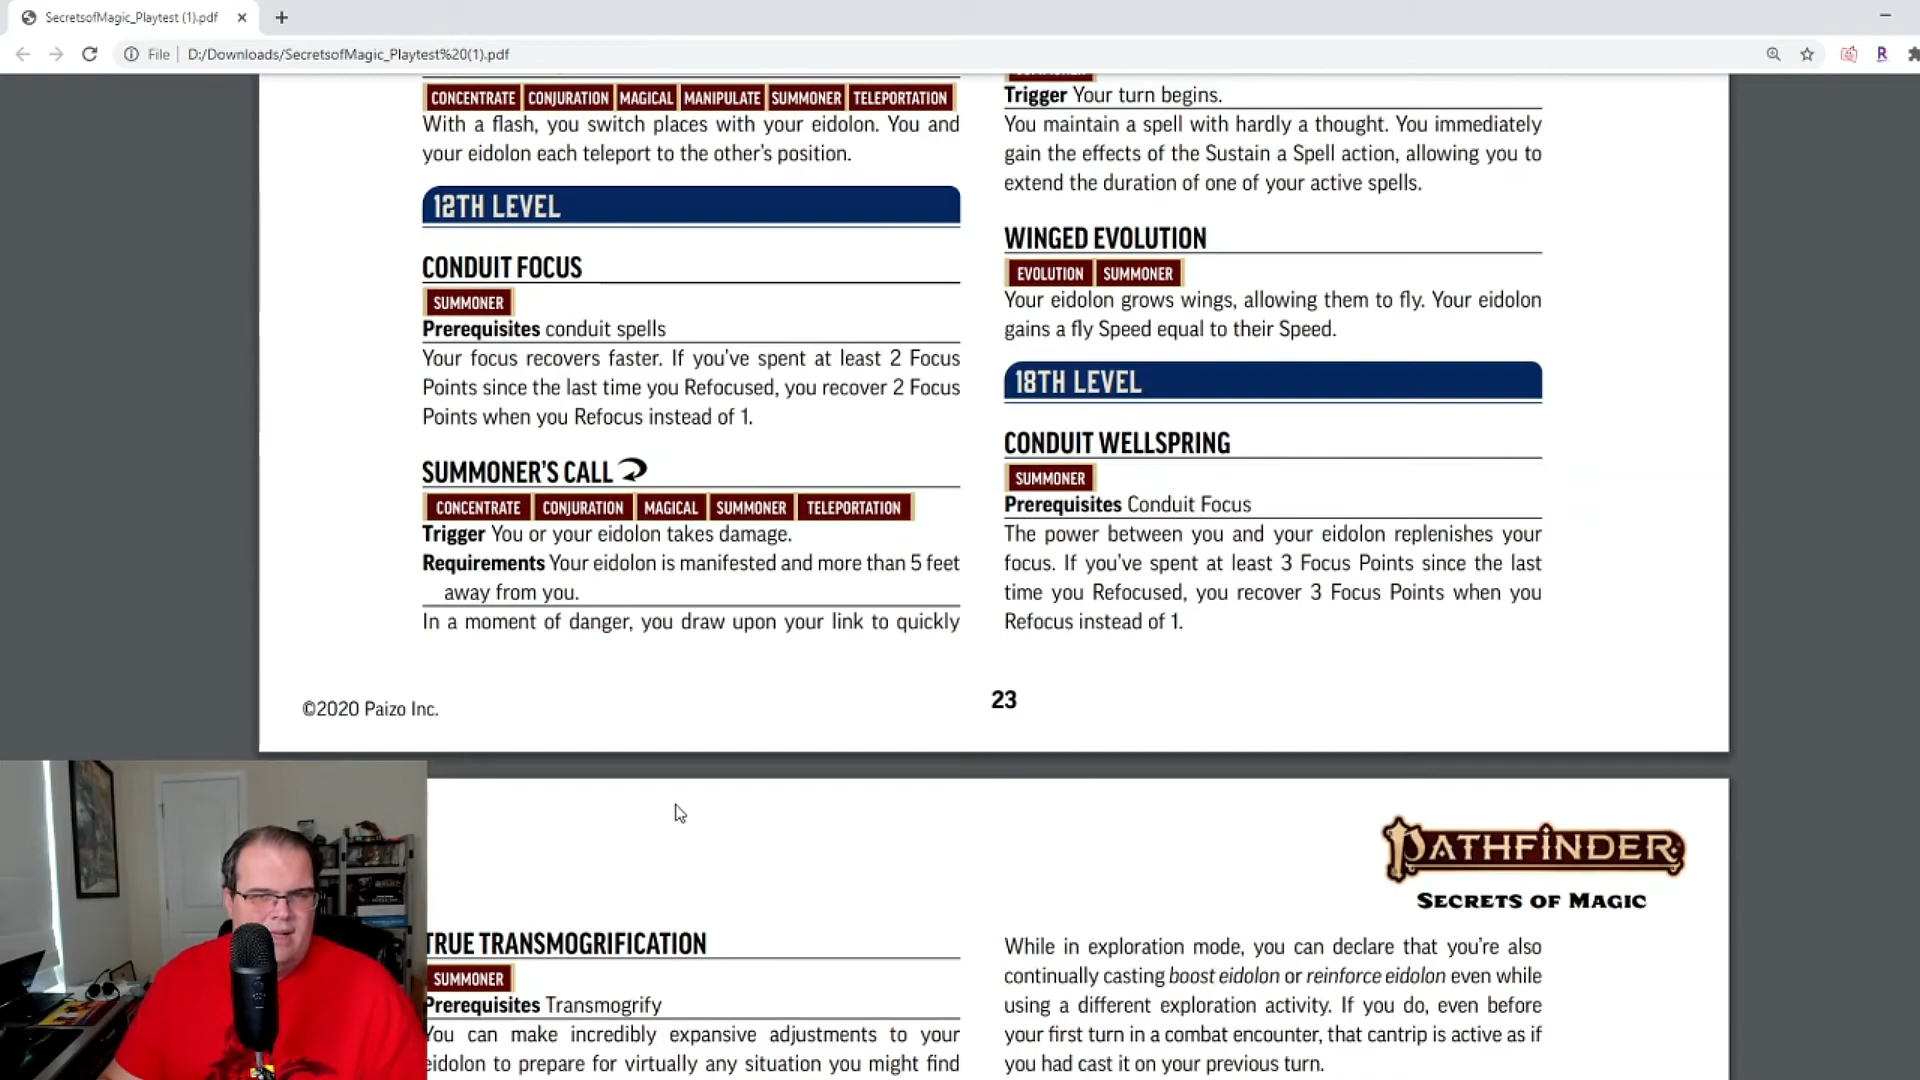 SecretsofMagic_Playtest (1).pdf
File
D:/Downloads/SecretsofMagic_Playtest%20(1).pdf
R
CONCENTRATE CONJURATION MAGICAL MANIPULATE SUMMONER TELEPORTATION
With a flash, you switch places with your eidolon. You and
your eidolon each teleport to the other's position.
12TH LEVEL
CONDUIT FOCUS
SUMMONER
Prerequisites conduit spells
Your focus recovers faster. If you've spent at least 2 Focus
Points since the last time you Refocused, you recover 2 Focus
Points when you Refocus instead of 1.
SUMMONER'S CALL
CONCENTRATE CONJURATION MAGICAL SUMMONER TELEPORTATION
Trigger You or your eidolon takes damage.
Requirements Your eidolon is manifested and more than 5 feet
away from you.
In a moment of danger, you draw upon your link to quickly
Trigger Your turn begins.
You maintain a spell with hardly a thought. You immediately
gain the effects of the Sustain a Spell action, allowing you to
extend the duration of one of your active spells.
WINGED EVOLUTION
EVOLUTION SUMMONER
Your eidolon grows wings, allowing them to fly. Your eidolon
gains a fly Speed equal to their Speed.
18TH LEVEL
CONDUIT WELLSPRING
SUMMONER
Prerequisites Conduit Focus
The power between you and your eidolon replenishes your
focus. If you've spent at least 3 Focus Points since the last
time you Refocused, you recover 3 Focus Points when you
Refocus instead of 1.
©2020 Paizo Inc.
23
PATHFINDER
SECRETS OF MAGIC
TRUE TRANSMOGRIFICATION
SUMMONER
Prerequisites Transmogrify
You can make incredibly expansive adjustments to your
eidolon to prepare for virtually any situation you might find
While in exploration mode, you can declare that you're also
continually casting boost eidolon or reinforce eidolon even while
using a different exploration activity. If you do, even before
your first turn in a combat encounter, that cantrip is active as if
you had cast it on your previous turn.